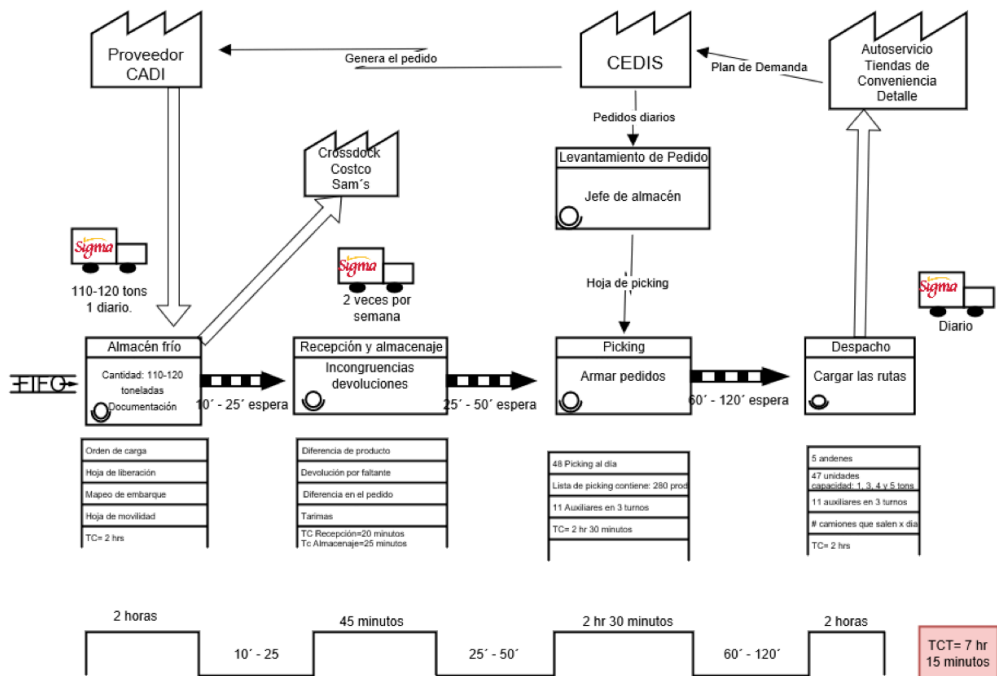 Proveedor
CADI
Genera el pedido
CEDIS
Plan de Demanda
Autoservicio
Tiendas de
Conveniencia
Detalle
Pedidos diarios
Crossdock
Costco
Sam´s
Levantamiento de Pedido
Jefe de almacén
Sigma
110-120 tons
1 diario.
Sigma
2 veces por
semana
Hoja de picking
Sigma
Diario
FIFO
Almacén frío
Cantidad: 110-120
toneladas
Documentación
10´ - 25´ espera
Recepción y almacenaje
Incongruencias
devoluciones
25´ - 50´ espera
Picking
Armar pedidos
60´ - 120´ espera
Despacho
Cargar las rutas
Orden de carga
Hoja de liberación
Mapeo de embarque
Hoja de movilidad
TC= 2 hrs
Diferencia de producto
Devolución por faltante
Diferencia en el pedido
Tarimas
TC Recepción=20 minutos
Tc Almacenaje=25 minutos
48 Picking al día
Lista de picking contiene: 280 prod
11 Auxiliares en 3 turnos
TC= 2 hr 30 minutos
5 andenes
47 unidades
capacidad: 1, 3, 4 y 5 tons
11 auxiliares en 3 turnos
# camiones que salen x dia
TC= 2 hrs
2 horas
10´ - 25
45 minutos
25´ - 50´
2 hr 30 minutos
60´ - 120´
2 horas
TCT= 7 hr
15 minutos